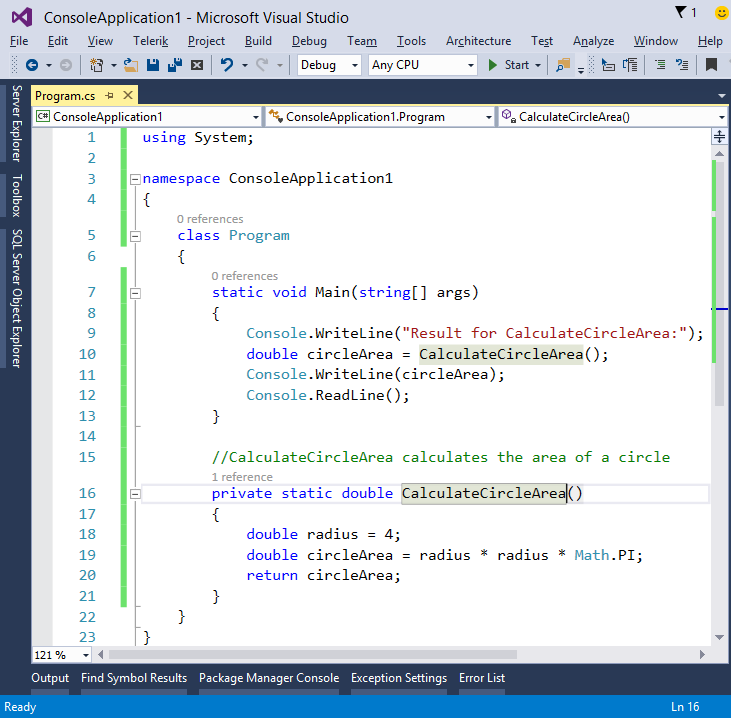 ConsoleApplication1 - Microsoft Visual Studio
1
File Edit View Telerik Project Build Debug Team Tools Architecture Test Analyze Window Help
Debug Any CPU Start
Server Explorer
Toolbox
SQL Server Object Explorer
Program.cs
C# ConsoleApplication1 ConsoleApplication1.Program CalculateCircleArea()
1 using System;
2
3 namespace ConsoleApplication1
4 {
0 references
5 class Program
6 {
0 references
7 static void Main(string[] args)
8 {
9 Console.WriteLine("Result for CalculateCircleArea:");
10 double circleArea = CalculateCircleArea();
11 Console.WriteLine(circleArea);
12 Console.ReadLine();
13 }
14
15 //CalculateCircleArea calculates the area of a circle
1 reference
16 private static double CalculateCircleArea()
17 {
18 double radius = 4;
19 double circleArea = radius * radius * Math.PI;
20 return circleArea;
21 }
22 }
23 }
121 %
Output Find Symbol Results Package Manager Console Exception Settings Error List
Ready Ln 16